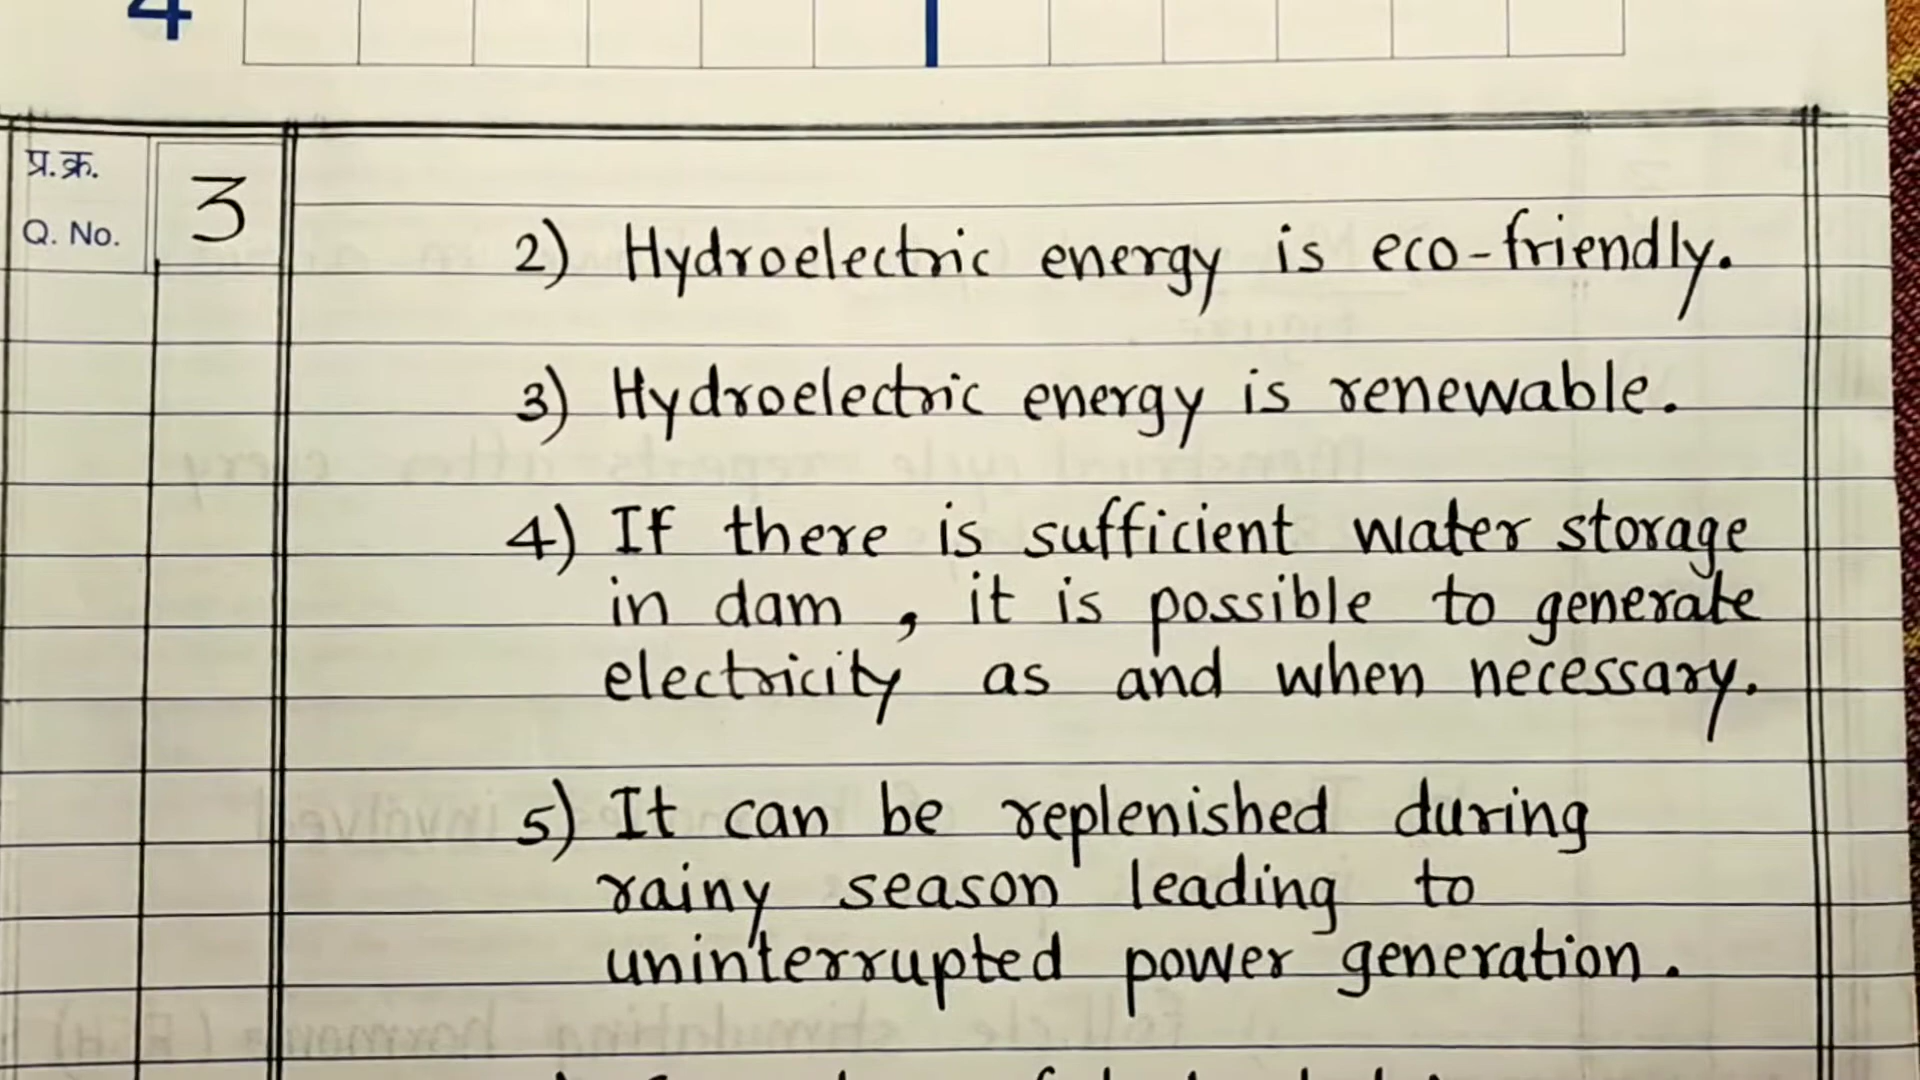 4
प्र.क्र.
Q. No.
3
2) Hydroelectric energy is eco-friendly.
3) Hydroelectric energy is renewable.
4) If there is sufficient water storage
in dam , it is possible to generate
electricity as and when necessary.
5) It can be replenished during
rainy season leading to
uninterrupted power generation.